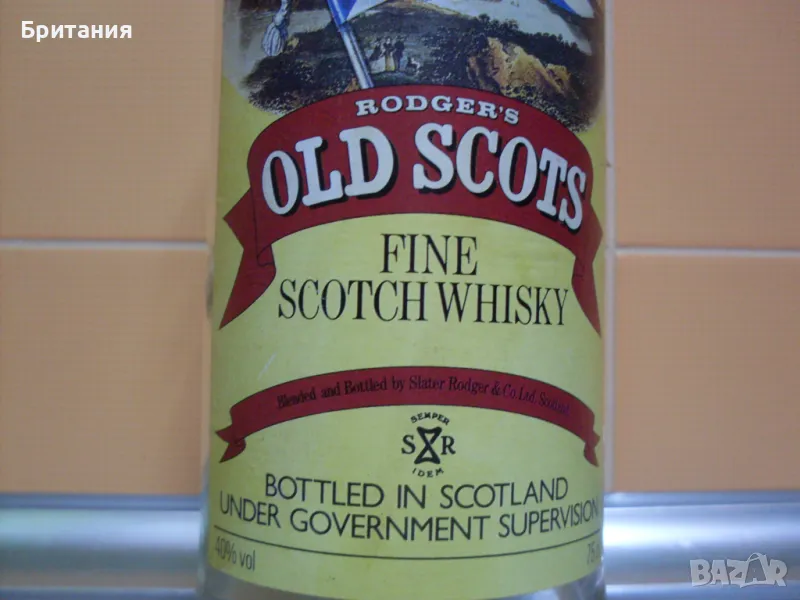 Британия
RODGER'S
OLD SCOTS
FINE
SCOTCH WHISKY
Blended and Bottled by Slater Rodger & Co. Ltd. Scotland
SEMPER
S R
IDEM
BOTTLED IN SCOTLAND
UNDER GOVERNMENT SUPERVISION
40% vol
BAZAR